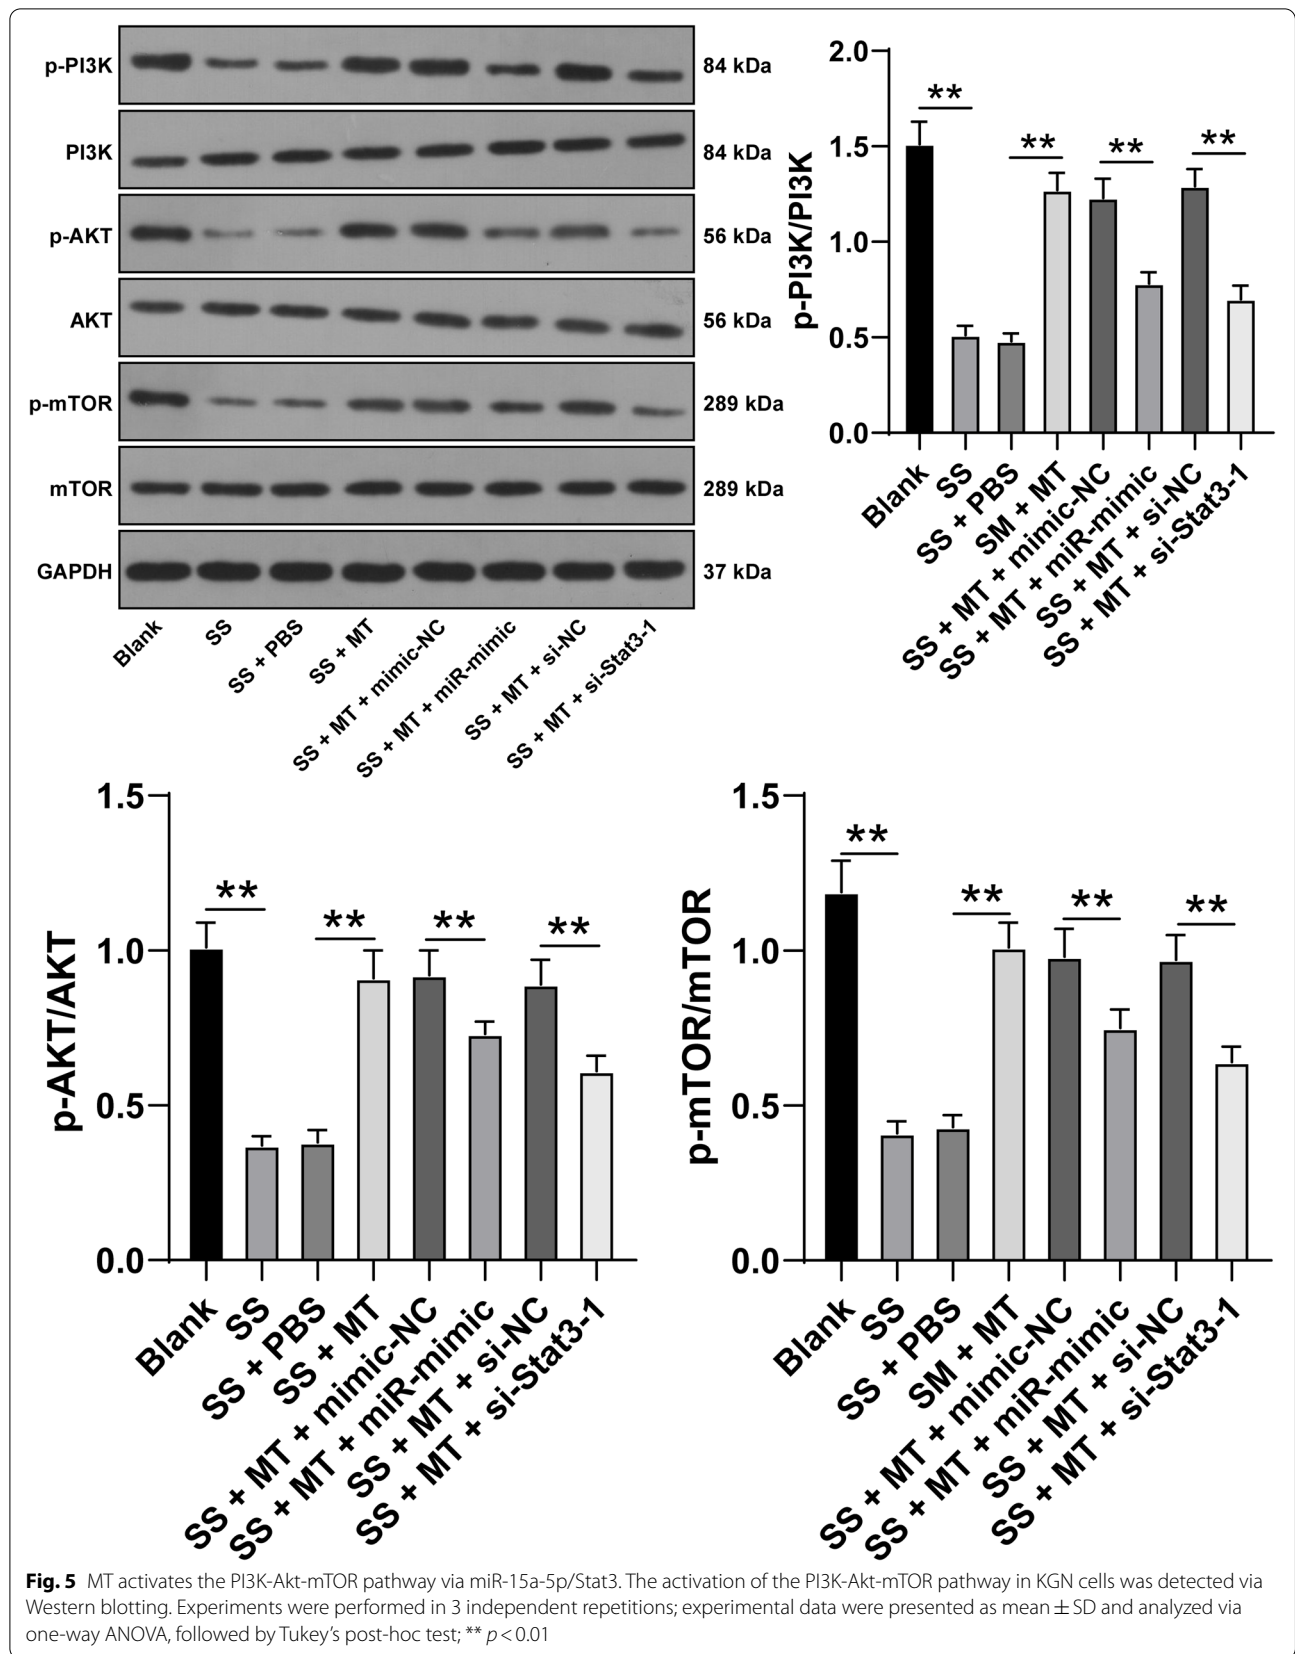 p-PI3K
84 kDa
PI3K
84 kDa
p-AKT
56 kDa
AKT
56 kDa
p-mTOR
289 kDa
mTOR
289 kDa
GAPDH
37 kDa
Blank
SS
SS + PBS
SS + MT
SS + MT + mimic-NC
SS + MT + miR-mimic
SS + MT + si-NC
SS + MT + si-Stat3-1
p-PI3K/PI3K
2.0
1.5
1.0
0.5
0.0
**
**
**
**
Blank
SS
SS + PBS
SM + MT
SS + MT + mimic-NC
SS + MT + miR-mimic
SS + MT + si-NC
SS + MT + si-Stat3-1
p-AKT/AKT
1.5
1.0
0.5
0.0
**
**
**
**
Blank
SS
SS + PBS
SS + MT
SS + MT + mimic-NC
SS + MT + miR-mimic
SS + MT + si-NC
SS + MT + si-Stat3-1
p-mTOR/mTOR
1.5
1.0
0.5
0.0
**
**
**
**
Blank
SS
SS + PBS
SM + MT
SS + MT + mimic-NC
SS + MT + miR-mimic
SS + MT + si-NC
SS + MT + si-Stat3-1
Fig. 5 MT activates the PI3K-Akt-mTOR pathway via miR-15a-5p/Stat3. The activation of the PI3K-Akt-mTOR pathway in KGN cells was detected via
Western blotting. Experiments were performed in 3 independent repetitions; experimental data were presented as mean ± SD and analyzed via
one-way ANOVA, followed by Tukey's post-hoc test; ** p < 0.01